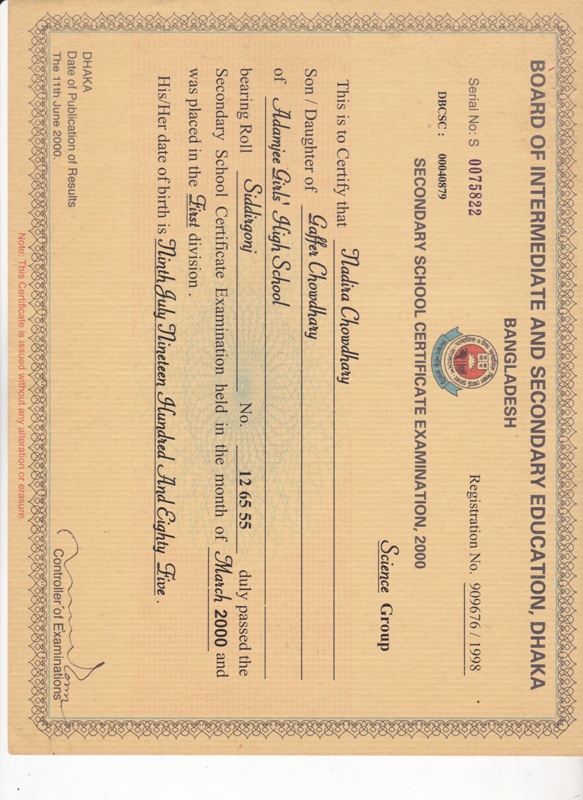 BOARD OF INTERMEDIATE AND SECONDARY EDUCATION, DHAKA
BANGLADESH
Serial No: S 0075822
Registration No. 909676 / 1998
DBCSC : 00040879
SECONDARY SCHOOL CERTIFICATE EXAMINATION, 2000
Science Group
This is to Certify that Nadira Chowdhary
Son / Daughter of Gaffer Chowdhary
of Adamjee Girls' High School
bearing Roll Siddirgonj No. 12 65 55 duly passed the
Secondary School Certificate Examination held in the month of March 2000 and
was placed in the First division .
His/Her date of birth is Ninth July Nineteen Hundred And Eighty Five .
DHAKA
Date of Publication of Results
The 11th June 2000.
Controller of Examinations
Note: This Certificate is issued without any alteration or erasure